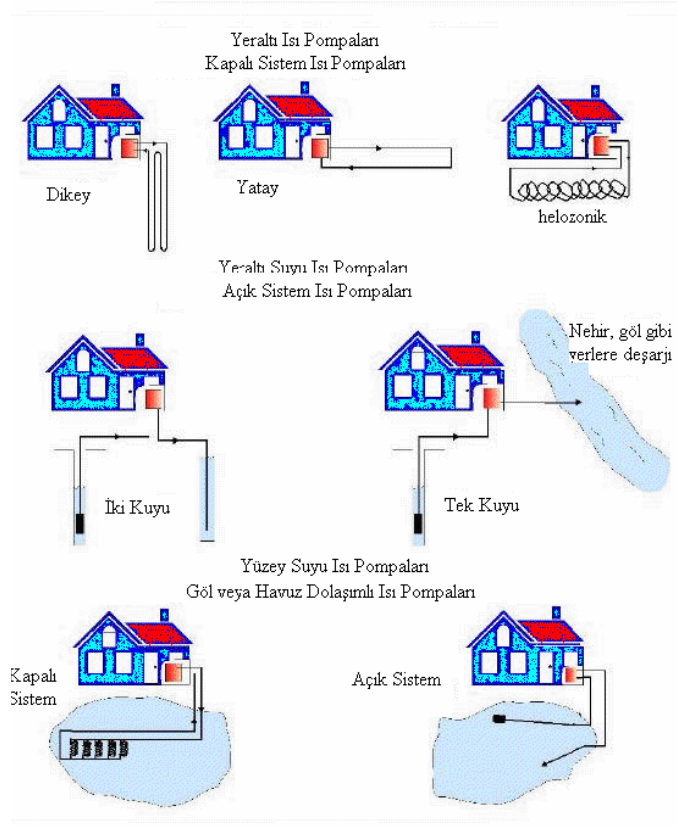 Yeraltı Isı Pompaları
Kapalı Sistem Isı Pompaları
Dikey
Yatay
helozonik
Yeraltı Suyu Isı Pompaları
Açık Sistem Isı Pompaları
Nehir, göl gibi
yerlere deşarji
İki Kuyu
Tek Kuyu
Yüzey Suyu Isı Pompaları
Göl veya Havuz Dolaşımlı Isı Pompaları
Kapalı
Sistem
Açık Sistem